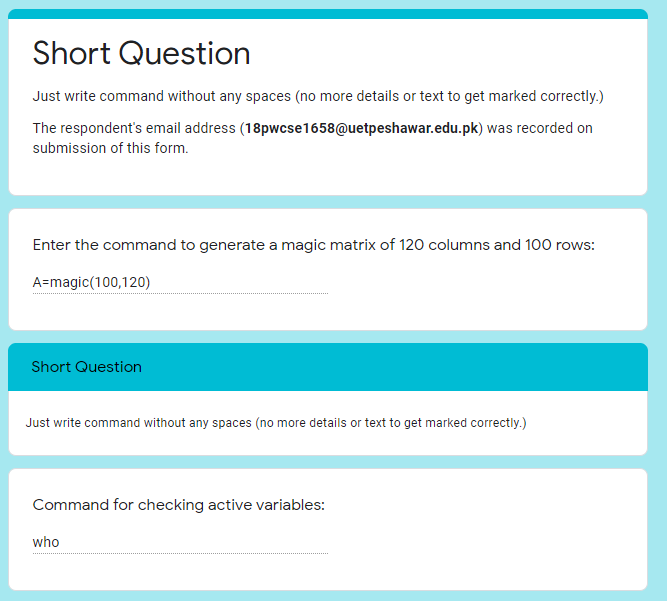 Short Question
Just write command without any spaces (no more details or text to get marked correctly.)
The respondent's email address (18pwcse1658@uetpeshawar.edu.pk) was recorded on
submission of this form.
Enter the command to generate a magic matrix of 120 columns and 100 rows:
A=magic(100,120)
Short Question
Just write command without any spaces (no more details or text to get marked correctly.)
Command for checking active variables:
who